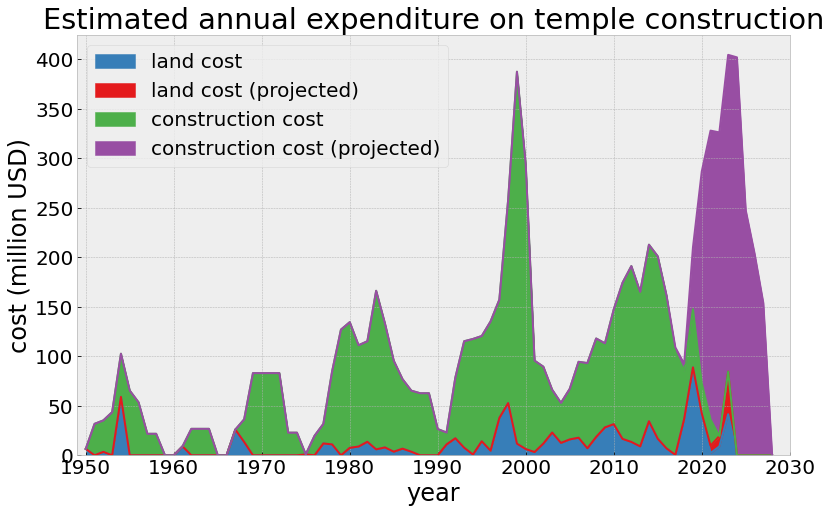 Estimated annual expenditure on temple construction
land cost
land cost (projected)
construction cost
construction cost (projected)
cost (million USD)
400
350
300
250
200
150
100
50
0
1950 1960 1970 1980 1990 2000 2010 2020 2030
year